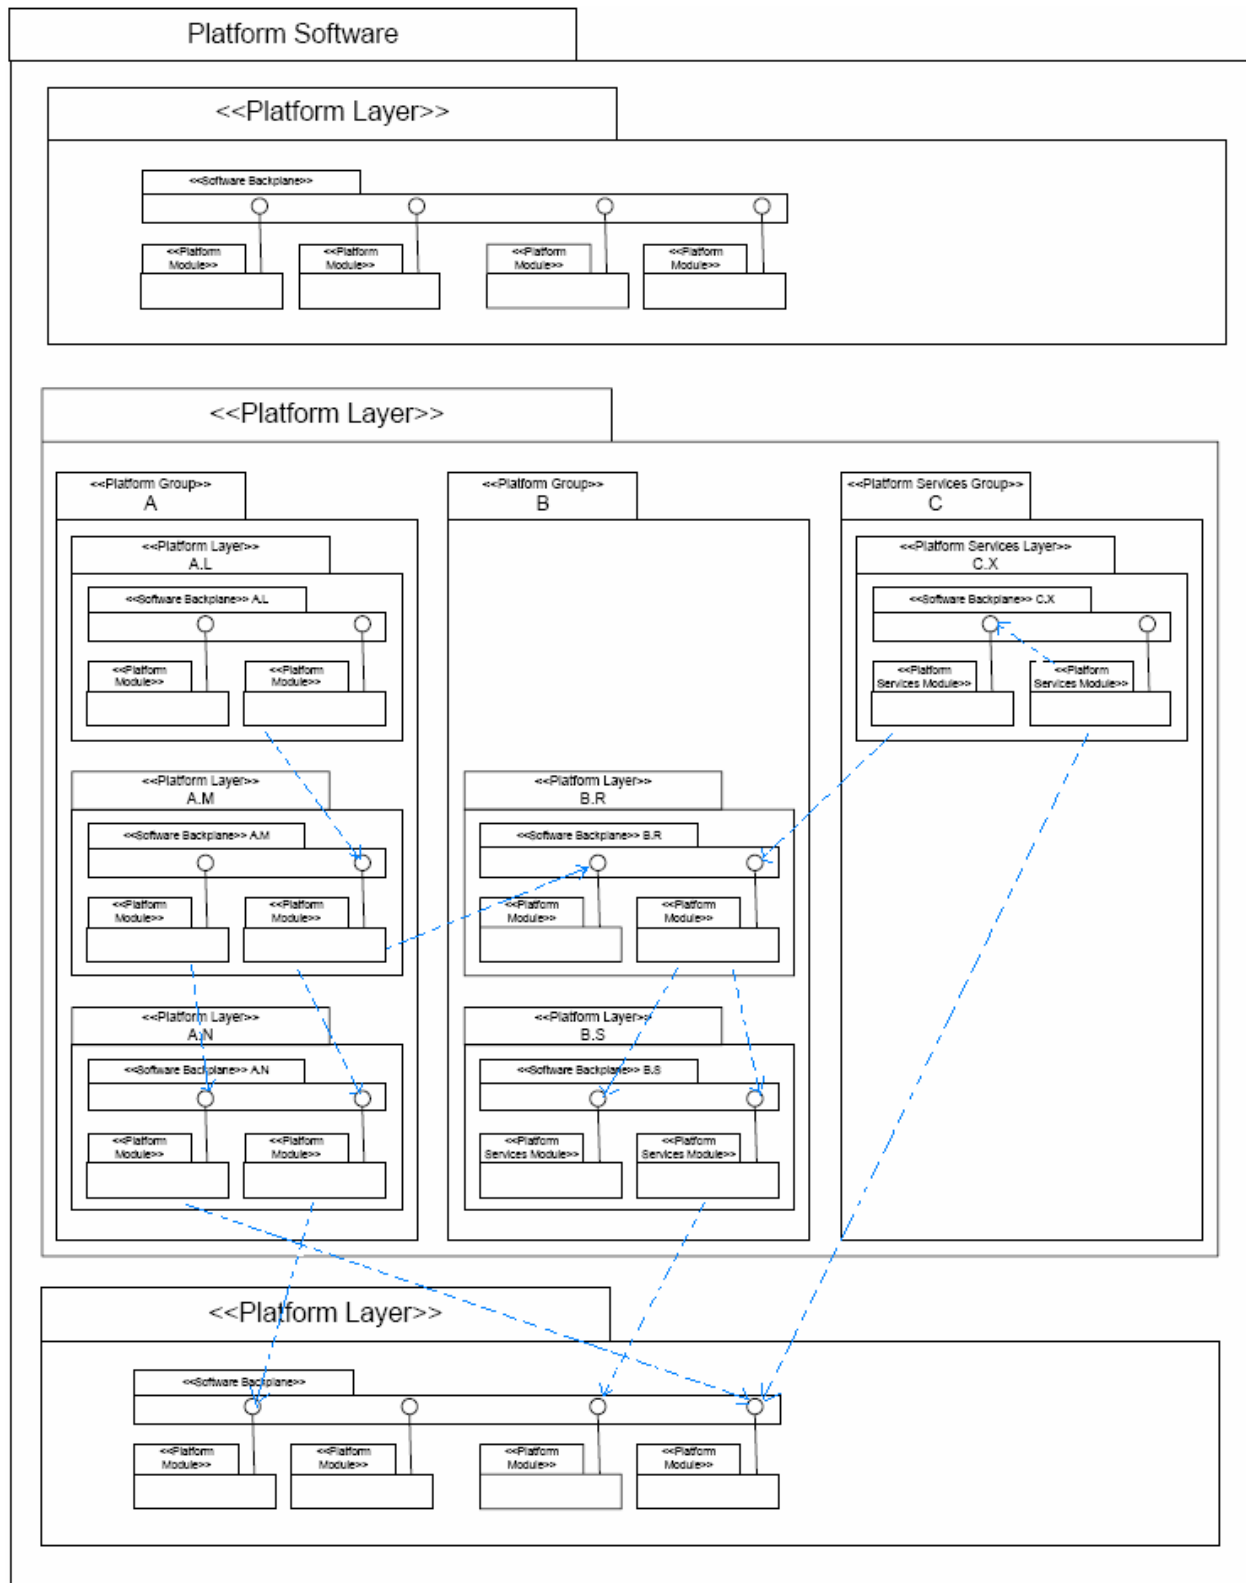 Platform Software
<<Platform Layer>>
<<Software Backplane>>
<<Platform
Module>>
<<Platform
Module>>
<<Platform
Module>>
<<Platform
Module>>
<<Platform Layer>>
<<Platform Group>>
A
<<Platform Layer>>
A.L
<<Software Backplane>> A.L
<<Platform
Module>>
<<Platform
Module>>
<<Platform Layer>>
A.M
<<Software Backplane>> A.M
<<Platform
Module>>
<<Platform
Module>>
<<Platform Layer>>
A.N
<<Software Backplane>> A.N
<<Platform
Module>>
<<Platform
Module>>
<<Platform Group>>
B
<<Platform Layer>>
B.R
<<Software Backplane>> B.R
<<Platform
Module>>
<<Platform
Module>>
<<Platform Layer>>
B.S
<<Software Backplane>> B.S
<<Platform
Services Module>>
<<Platform
Services Module>>
<<Platform Services Group>>
C
<<Platform Services Layer>>
C.X
<<Software Backplane>> C.X
<<Platform
Services Module>>
<<Platform
Services Module>>
<<Platform Layer>>
<<Software Backplane>>
<<Platform
Module>>
<<Platform
Module>>
<<Platform
Module>>
<<Platform
Module>>